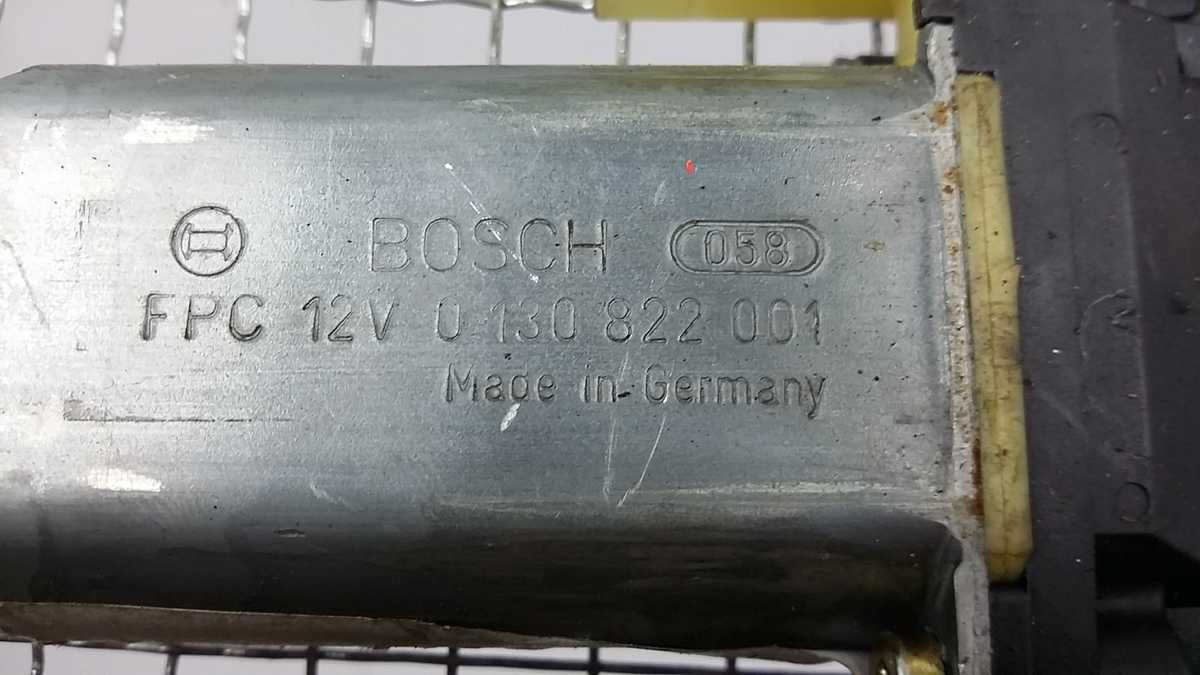 BOSCH 058
FPC 12V 0 130 822 001
Made in Germany